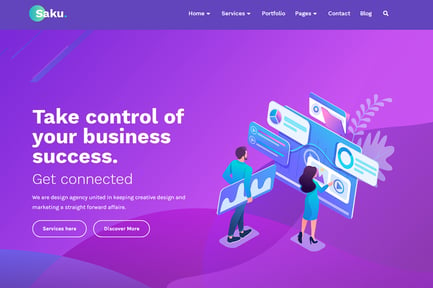 Saku.
Home Services Portfolio Pages Contact Blog
Take control of
your business
success.
Get connected
We are design agency united in keeping creative design and
marketing a straight forward affaire.
Services here Discover More